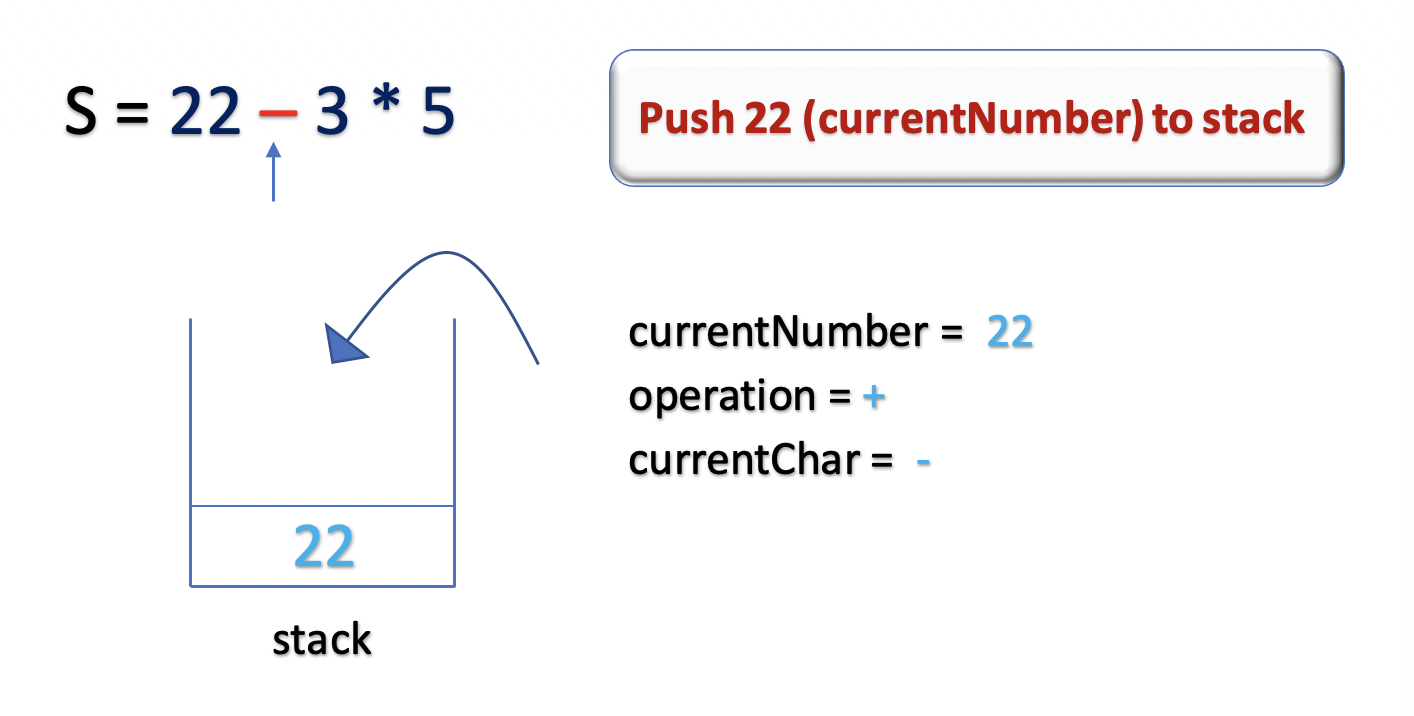 S = 22 – 3 * 5
Push 22 (currentNumber) to stack
currentNumber = 22
operation = +
currentChar = -
22
stack